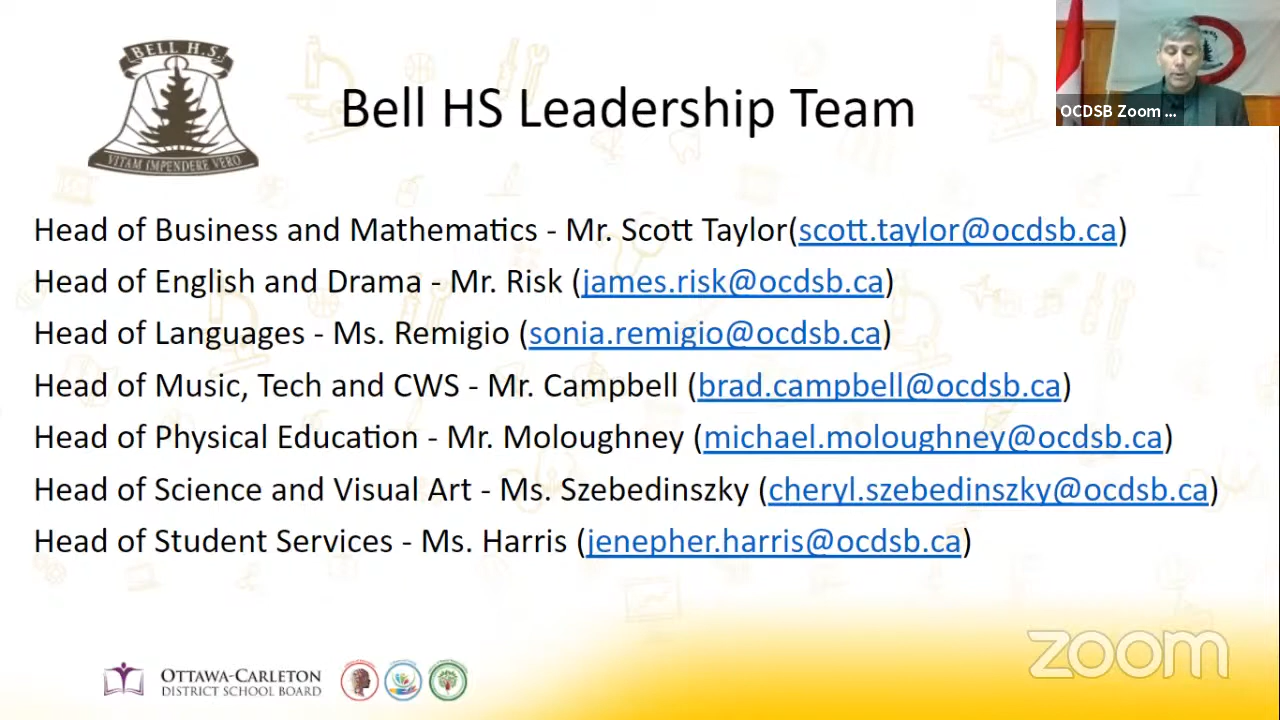 BELL H.S.
VITAM IMPENDERE VERO
Bell HS Leadership Team
OCDSB Zoom ...
Head of Business and Mathematics - Mr. Scott Taylor(scott.taylor@ocdsb.ca)
Head of English and Drama - Mr. Risk (james.risk@ocdsb.ca)
Head of Languages - Ms. Remigio (sonia.remigio@ocdsb.ca)
Head of Music, Tech and CWS - Mr. Campbell (brad.campbell@ocdsb.ca)
Head of Physical Education - Mr. Moloughney (michael.moloughney@ocdsb.ca)
Head of Science and Visual Art - Ms. Szebedinszky (cheryl.szebedinszky@ocdsb.ca)
Head of Student Services - Ms. Harris (jenepher.harris@ocdsb.ca)
OTTAWA-CARLETON
DISTRICT SCHOOL BOARD
zoom